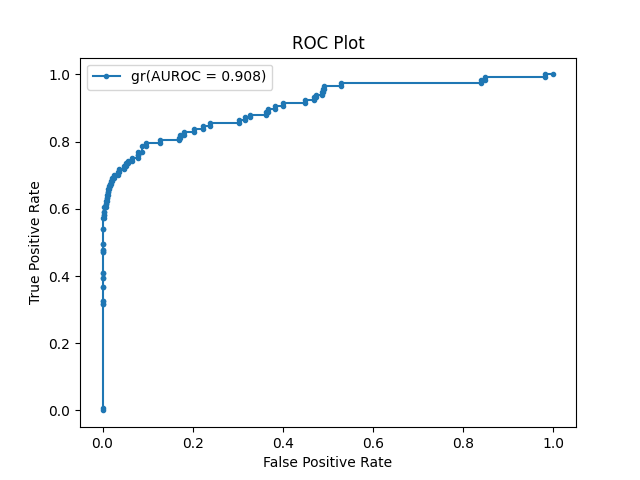 ROC Plot
gr(AUROC = 0.908)
True Positive Rate
1.0
0.8
0.6
0.4
0.2
0.0
0.0 0.2 0.4 0.6 0.8 1.0
False Positive Rate